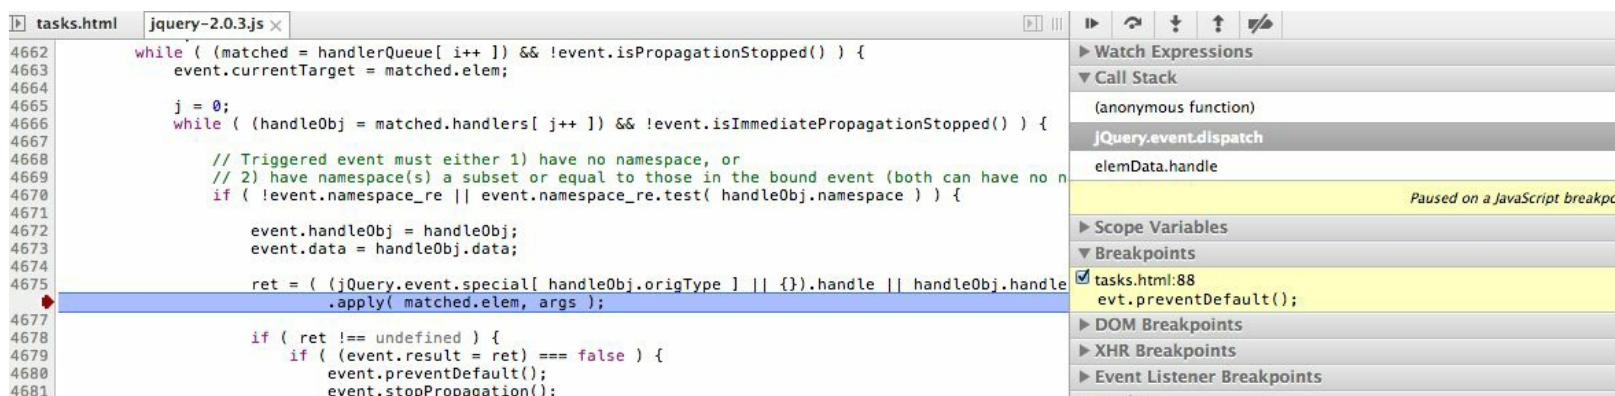 tasks.html
jquery-2.0.3.js ×
4662 while ( (matched = handlerQueue[ i++ ]) && !event.isPropagationStopped() ) {
4663 event.currentTarget = matched.elem;
4664
4665 j = 0;
4666 while ( (handleObj = matched.handlers[ j++ ]) && !event.isImmediatePropagationStopped() ) {
4667
4668 // Triggered event must either 1) have no namespace, or
4669 // 2) have namespace(s) a subset or equal to those in the bound event (both can have no n
4670 if ( !event.namespace_re || event.namespace_re.test( handleObj.namespace ) ) {
4671
4672 event.handleObj = handleObj;
4673 event.data = handleObj.data;
4674
4675 ret = ( (jQuery.event.special[ handleObj.origType ] || {}).handle || handleObj.handle
.apply( matched.elem, args );
4677
4678 if ( ret !== undefined ) {
4679 if ( (event.result = ret) === false ) {
4680 event.preventDefault();
4681 event.stopPropagation();
Watch Expressions
Call Stack
(anonymous function)
jQuery.event.dispatch
elemData.handle
Paused on a JavaScript breakpo
Scope Variables
Breakpoints
tasks.html:88
evt.preventDefault();
DOM Breakpoints
XHR Breakpoints
Event Listener Breakpoints